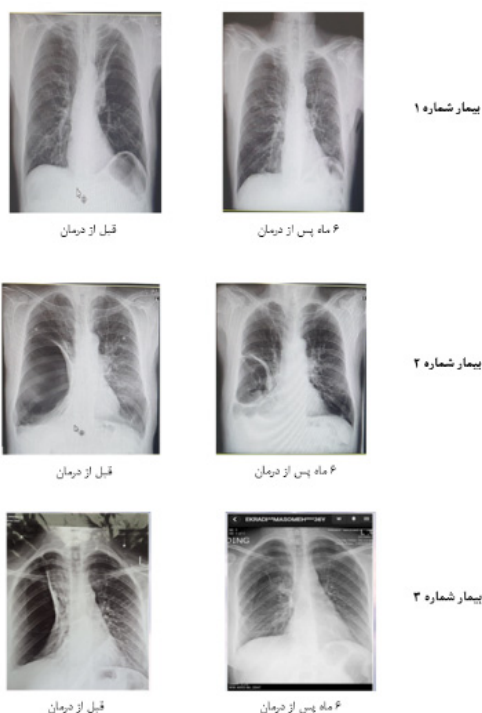 بیمار شماره ۱
قبل از درمان
۶ ماه پس از درمان
بیمار شماره ۲
قبل از درمان
۶ ماه پس از درمان
بیمار شماره ۳
قبل از درمان
۶ ماه پس از درمان